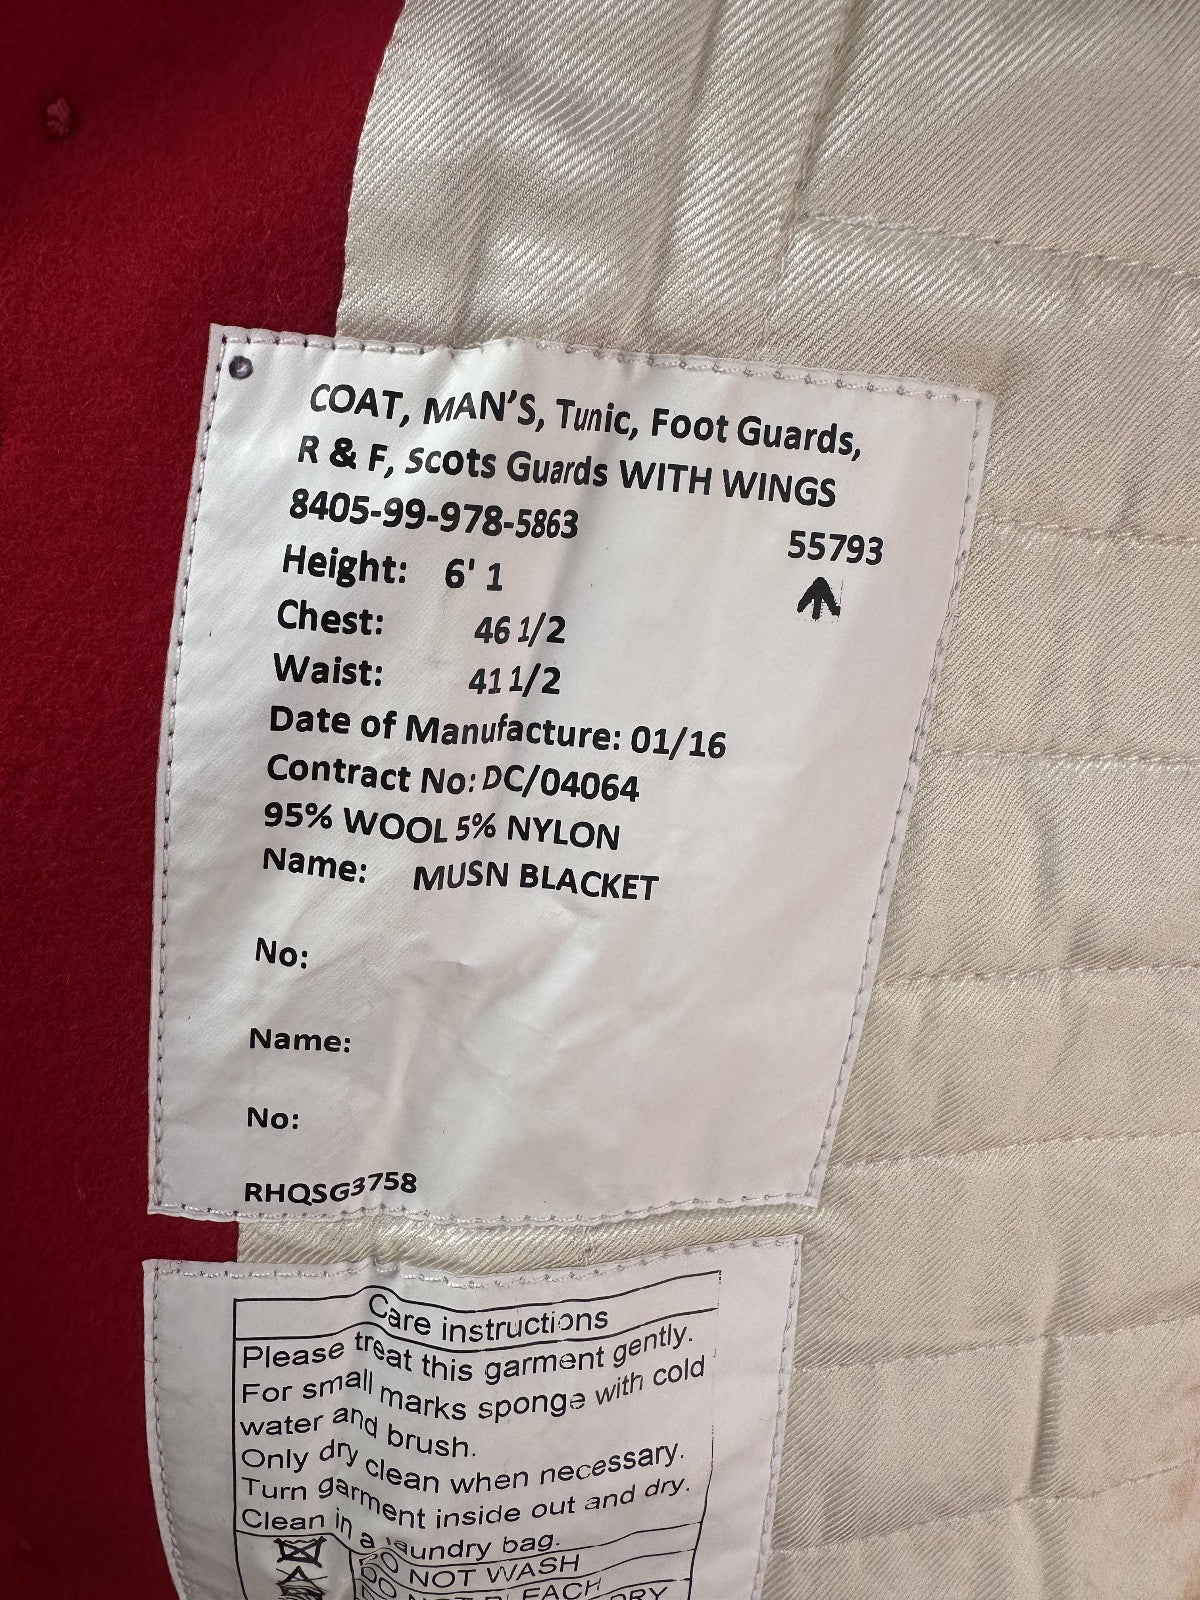 COAT, MAN'S, Tunic, Foot Guards,
R & F, Scots Guards WITH WINGS
8405-99-978-5863 55793
Height: 6' 1
Chest: 46 1/2
Waist: 41 1/2
Date of Manufacture: 01/16
Contract No: DC/04064
95% WOOL 5% NYLON
Name: MUSN BLACKET
No:
Name:
No:
RHQSG3758
Care instructions
Please treat this garment gently.
For small marks sponge with cold
water and brush.
Only dry clean when necessary.
Turn garment inside out and dry.
Clean in a laundry bag.
DO NOT WASH
DO NOT BLEACH
DRY